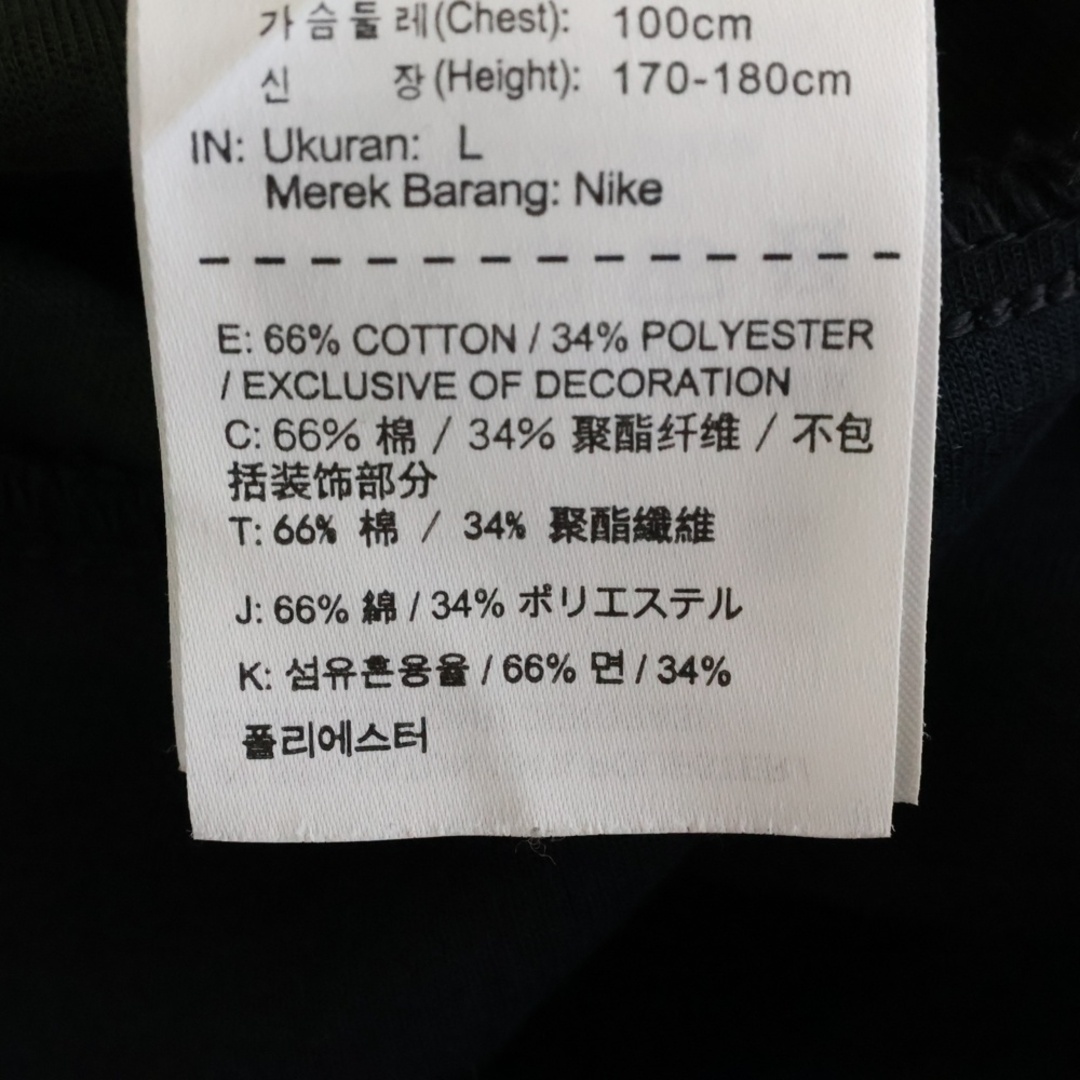 가슴둘레(Chest): 100cm
신 장(Height): 170-180cm
IN: Ukuran: L
Merek Barang: Nike
E: 66% COTTON / 34% POLYESTER
/ EXCLUSIVE OF DECORATION
C: 66% 棉 / 34% 聚酯纤维 / 不包
括装饰部分
T: 66% 棉 / 34% 聚酯纖維
J: 66% 綿 / 34% ポリエステル
K: 섬유혼용율 / 66% 면 / 34%
폴리에스터